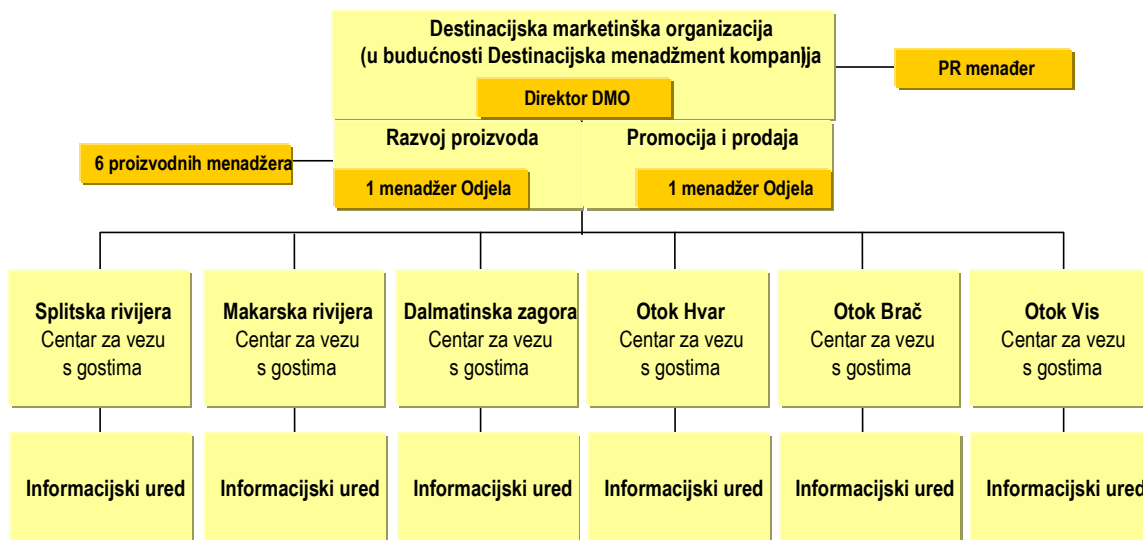 Destinacijska marketinška organizacija
(u budućnosti Destinacijska menadžment kompan)ja
PR menađer
Direktor DMO
Razvoj proizvoda
Promocija i prodaja
6 proizvodnih menadžera
1 menadžer Odjela
1 menadžer Odjela
Splitska rivijera
Centar za vezu
s gostima
Makarska rivijera
Centar za vezu
s gostima
Dalmatinska zagora
Centar za vezu
s gostima
Otok Hvar
Centar za vezu
s gostima
Otok Brač
Centar za vezu
s gostima
Otok Vis
Centar za vezu
s gostima
Informacijski ured
Informacijski ured
Informacijski ured
Informacijski ured
Informacijski ured
Informacijski ured